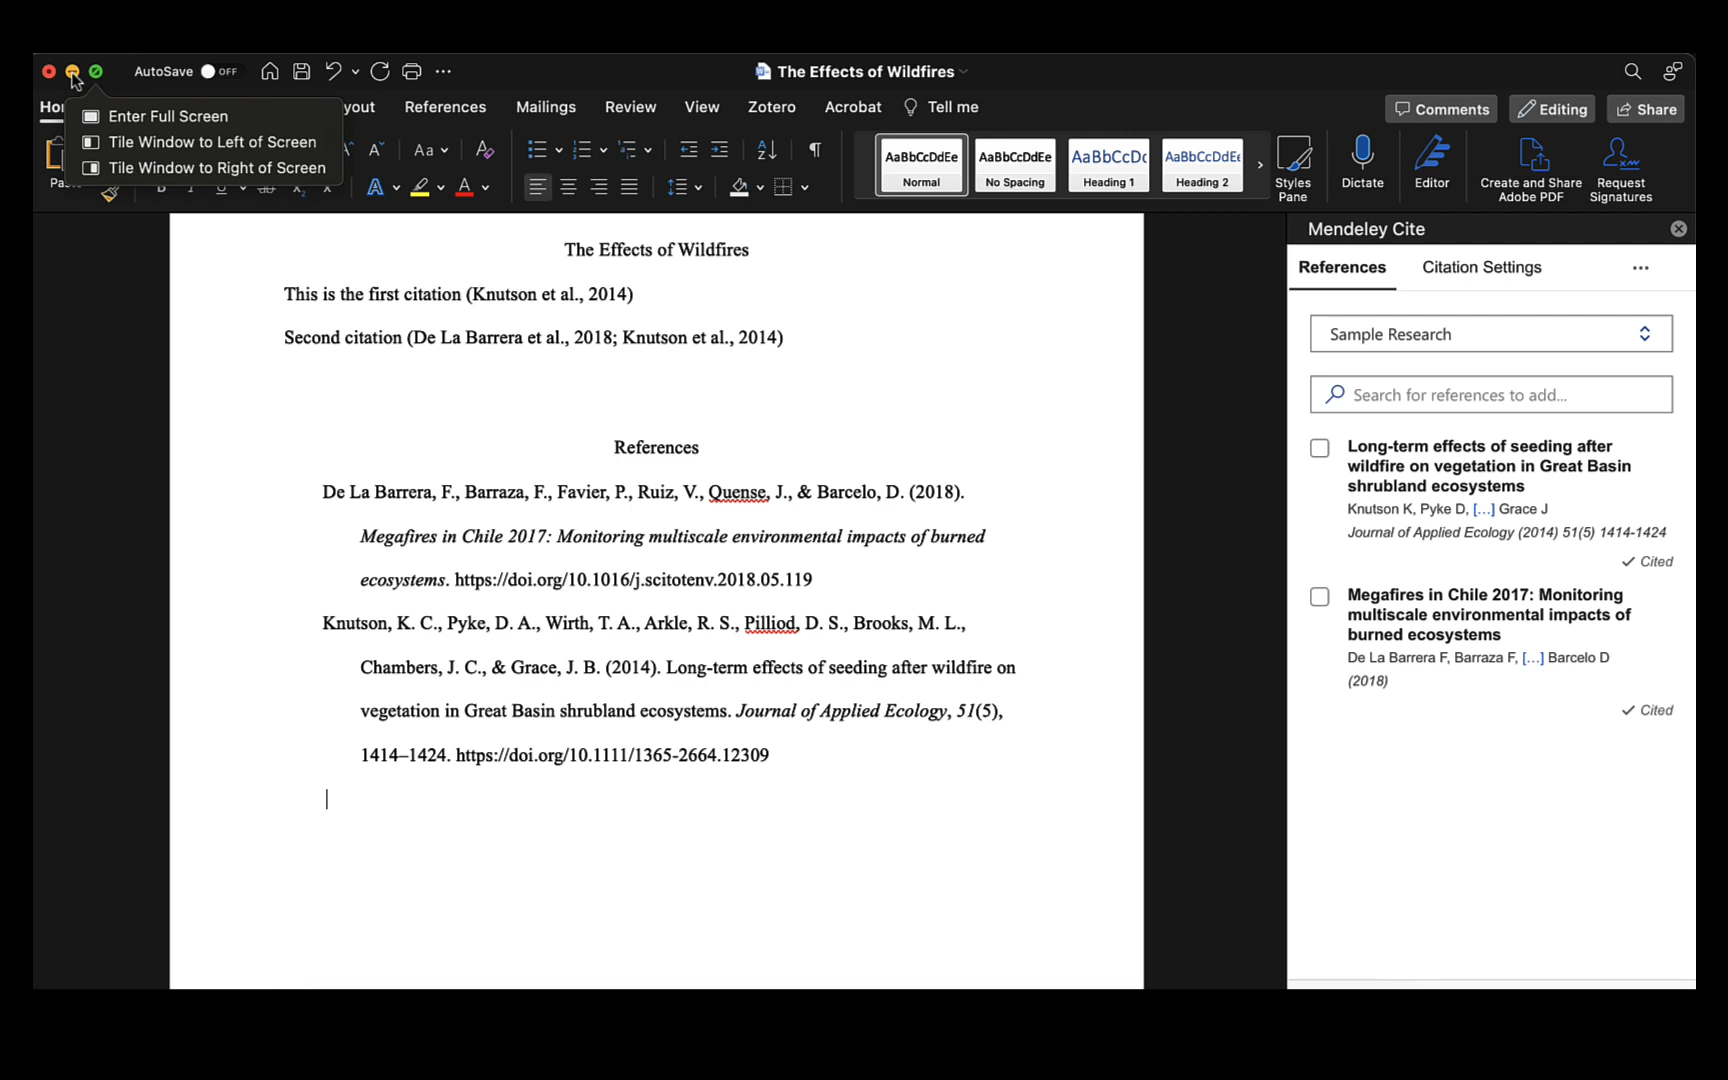 AutoSave OFF
The Effects of Wildfires
Enter Full Screen
Tile Window to Left of Screen
Tile Window to Right of Screen
References Mailings Review View Zotero Acrobat Tell me
Comments Editing Share
Aa
A A
AaBbCcDdEe Normal
AaBbCcDdEe No Spacing
AaBbCcDc Heading 1
AaBbCcDdEe Heading 2
Styles Pane
Dictate
Editor
Create and Share Adobe PDF
Request Signatures
The Effects of Wildfires
This is the first citation (Knutson et al., 2014)
Second citation (De La Barrera et al., 2018; Knutson et al., 2014)
References
De La Barrera, F., Barraza, F., Favier, P., Ruiz, V., Quense, J., & Barcelo, D. (2018).
Megafires in Chile 2017: Monitoring multiscale environmental impacts of burned
ecosystems. https://doi.org/10.1016/j.scitotenv.2018.05.119
Knutson, K. C., Pyke, D. A., Wirth, T. A., Arkle, R. S., Pilliod, D. S., Brooks, M. L.,
Chambers, J. C., & Grace, J. B. (2014). Long-term effects of seeding after wildfire on
vegetation in Great Basin shrubland ecosystems. Journal of Applied Ecology, 51(5),
1414–1424. https://doi.org/10.1111/1365-2664.12309
Mendeley Cite
References Citation Settings
Sample Research
Search for references to add...
Long-term effects of seeding after
wildfire on vegetation in Great Basin
shrubland ecosystems
Knutson K, Pyke D, [...] Grace J
Journal of Applied Ecology (2014) 51(5) 1414-1424
Cited
Megafires in Chile 2017: Monitoring
multiscale environmental impacts of
burned ecosystems
De La Barrera F, Barraza F, [...] Barcelo D
(2018)
Cited